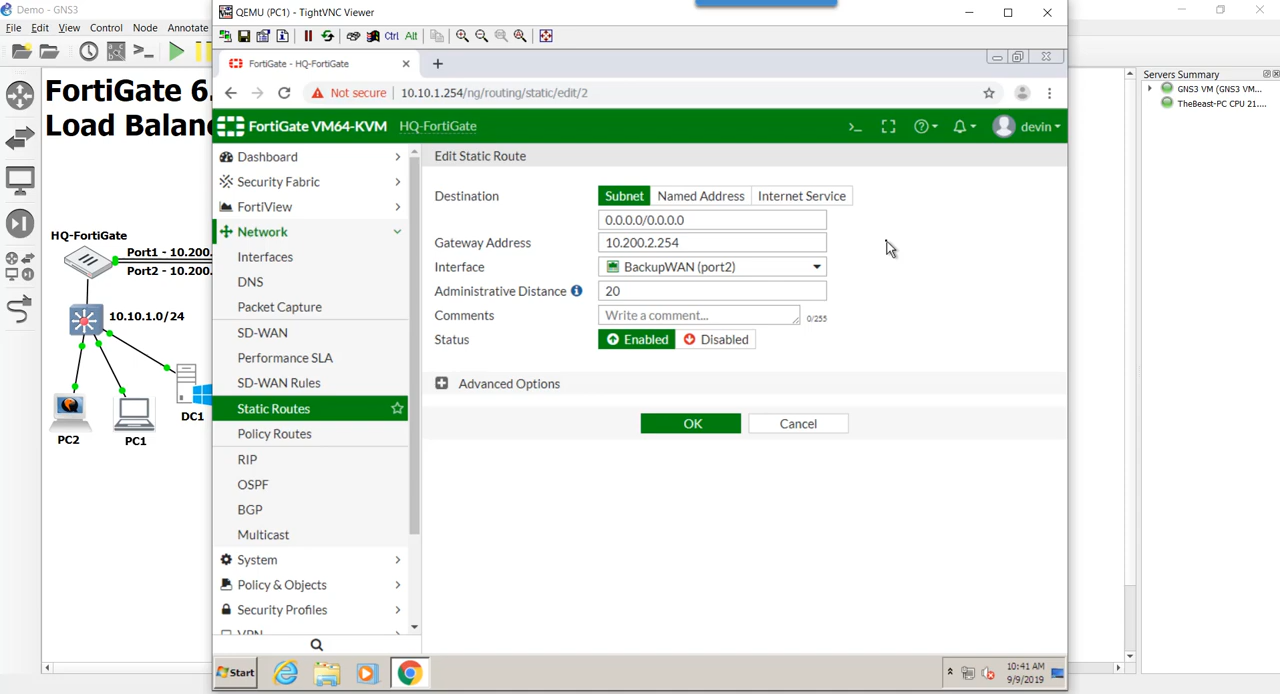 Demo - GNS3
File Edit View Control Node Annotate
FortiGate 6.
Load Balan
HQ-FortiGate
Port1 - 10.200.
Port2 - 10.200.
10.10.1.0/24
DC1
PC2
PC1
QEMU (PC1) - TightVNC Viewer
Ctrl Alt
FortiGate - HQ-FortiGate
Not secure 10.10.1.254/ng/routing/static/edit/2
FortiGate VM64-KVM HQ-FortiGate
devin
Dashboard
Security Fabric
FortiView
Network
Interfaces
DNS
Packet Capture
SD-WAN
Performance SLA
SD-WAN Rules
Static Routes
Policy Routes
RIP
OSPF
BGP
Multicast
System
Policy & Objects
Security Profiles
VPN
Edit Static Route
Destination Subnet Named Address Internet Service
0.0.0.0/0.0.0.0
Gateway Address 10.200.2.254
Interface BackupWAN (port2)
Administrative Distance 20
Comments Write a comment... 0/255
Status Enabled Disabled
Advanced Options
OK Cancel
Start
10:41 AM
9/9/2019
Servers Summary
GNS3 VM (GNS3 VM...
TheBeast-PC CPU 21....